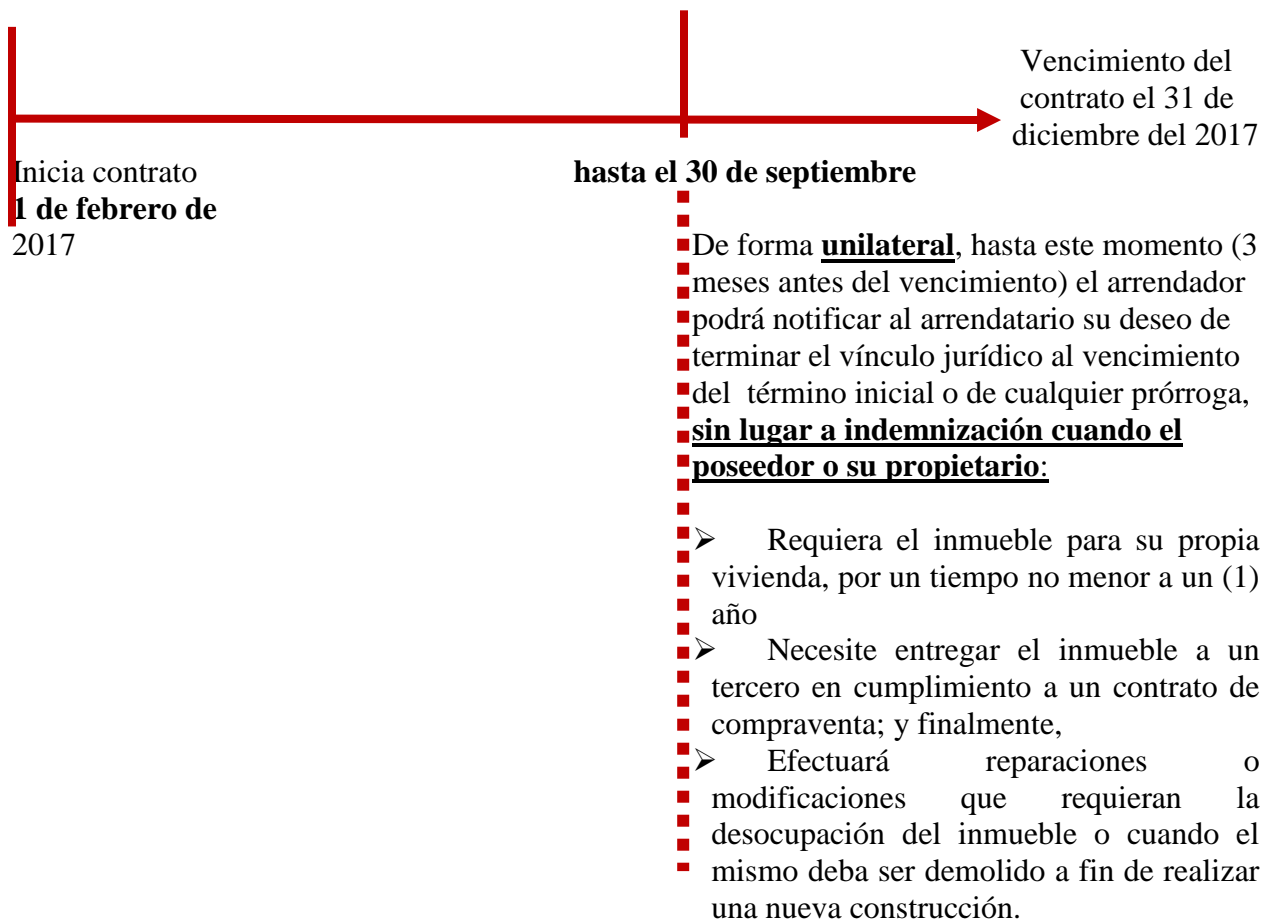 Vencimiento del
contrato el 31 de
diciembre del 2017
Inicia contrato
1 de febrero de
2017
hasta el 30 de septiembre
De forma unilateral, hasta este momento (3
meses antes del vencimiento) el arrendador
podrá notificar al arrendatario su deseo de
terminar el vínculo jurídico al vencimiento
del término inicial o de cualquier prórroga,
sin lugar a indemnización cuando el
poseedor o su propietario:
➢ Requiera el inmueble para su propia
vivienda, por un tiempo no menor a un (1)
año
➢ Necesite entregar el inmueble a un
tercero en cumplimiento a un contrato de
compraventa; y finalmente,
➢ Efectuará reparaciones o
modificaciones que requieran la
desocupación del inmueble o cuando el
mismo deba ser demolido a fin de realizar
una nueva construcción.